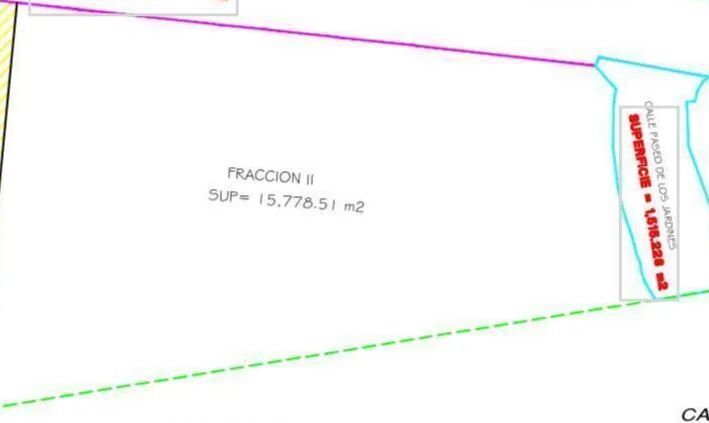 FRACCION II
SUP= 15,778.51 m2
CALLE PASEO DE LOS JARDINES
SUPERFICIE = 1,515.226 m2
CA